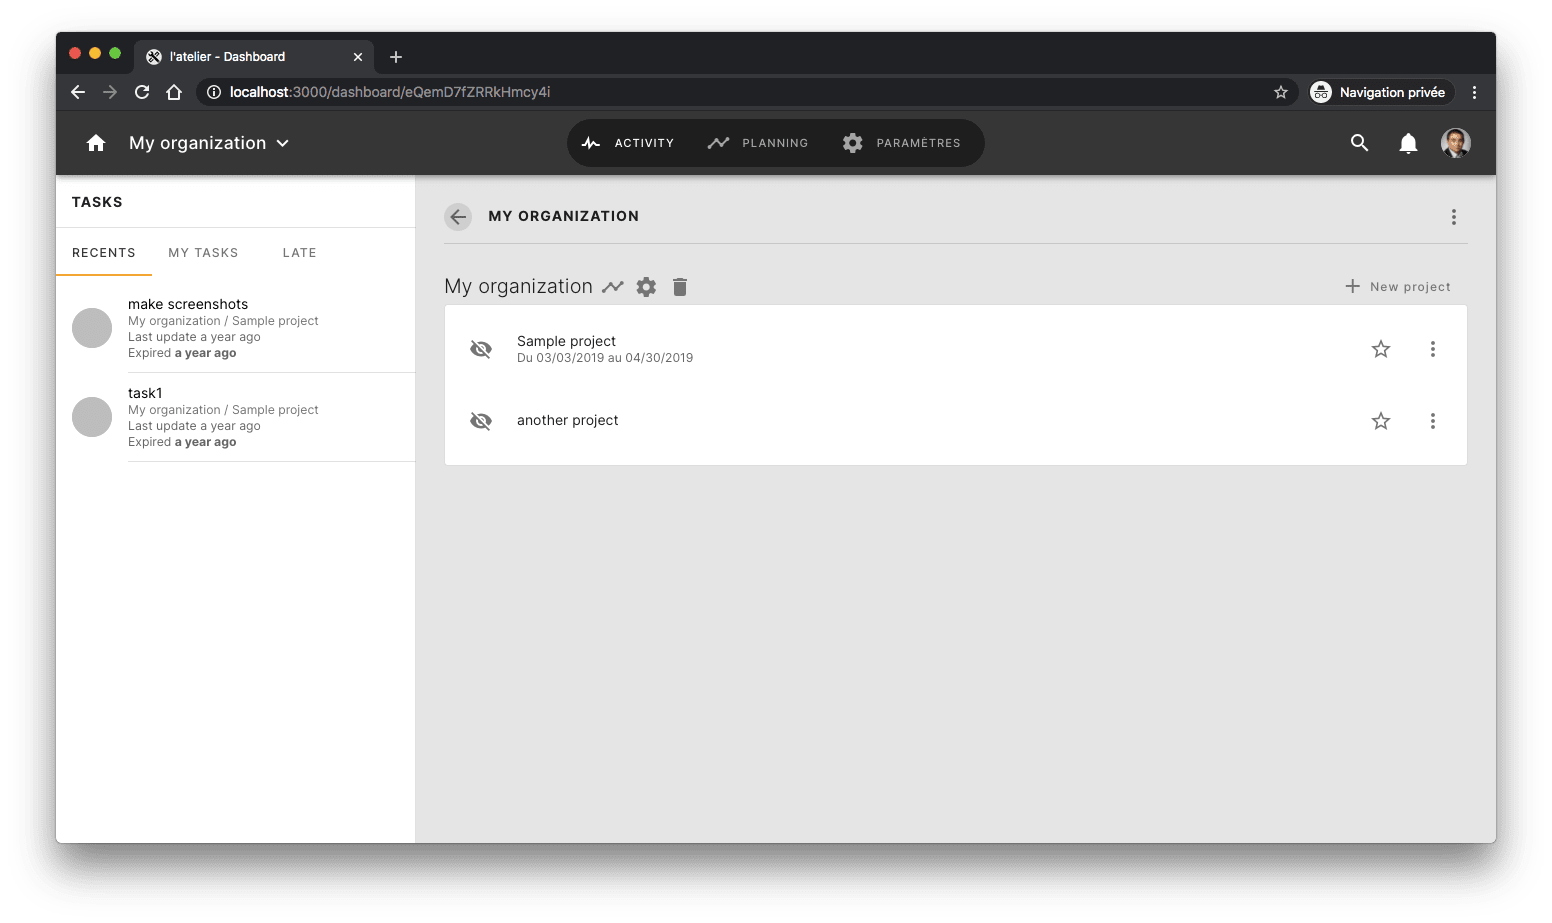 l'atelier - Dashboard
localhost:3000/dashboard/eQemD7fZRRkHmcy4i
Navigation privée
My organization
ACTIVITY
PLANNING
PARAMÈTRES
TASKS
RECENTS
MY TASKS
LATE
make screenshots
My organization / Sample project
Last update a year ago
Expired a year ago
task1
My organization / Sample project
Last update a year ago
Expired a year ago
MY ORGANIZATION
My organization
New project
Sample project
Du 03/03/2019 au 04/30/2019
another project